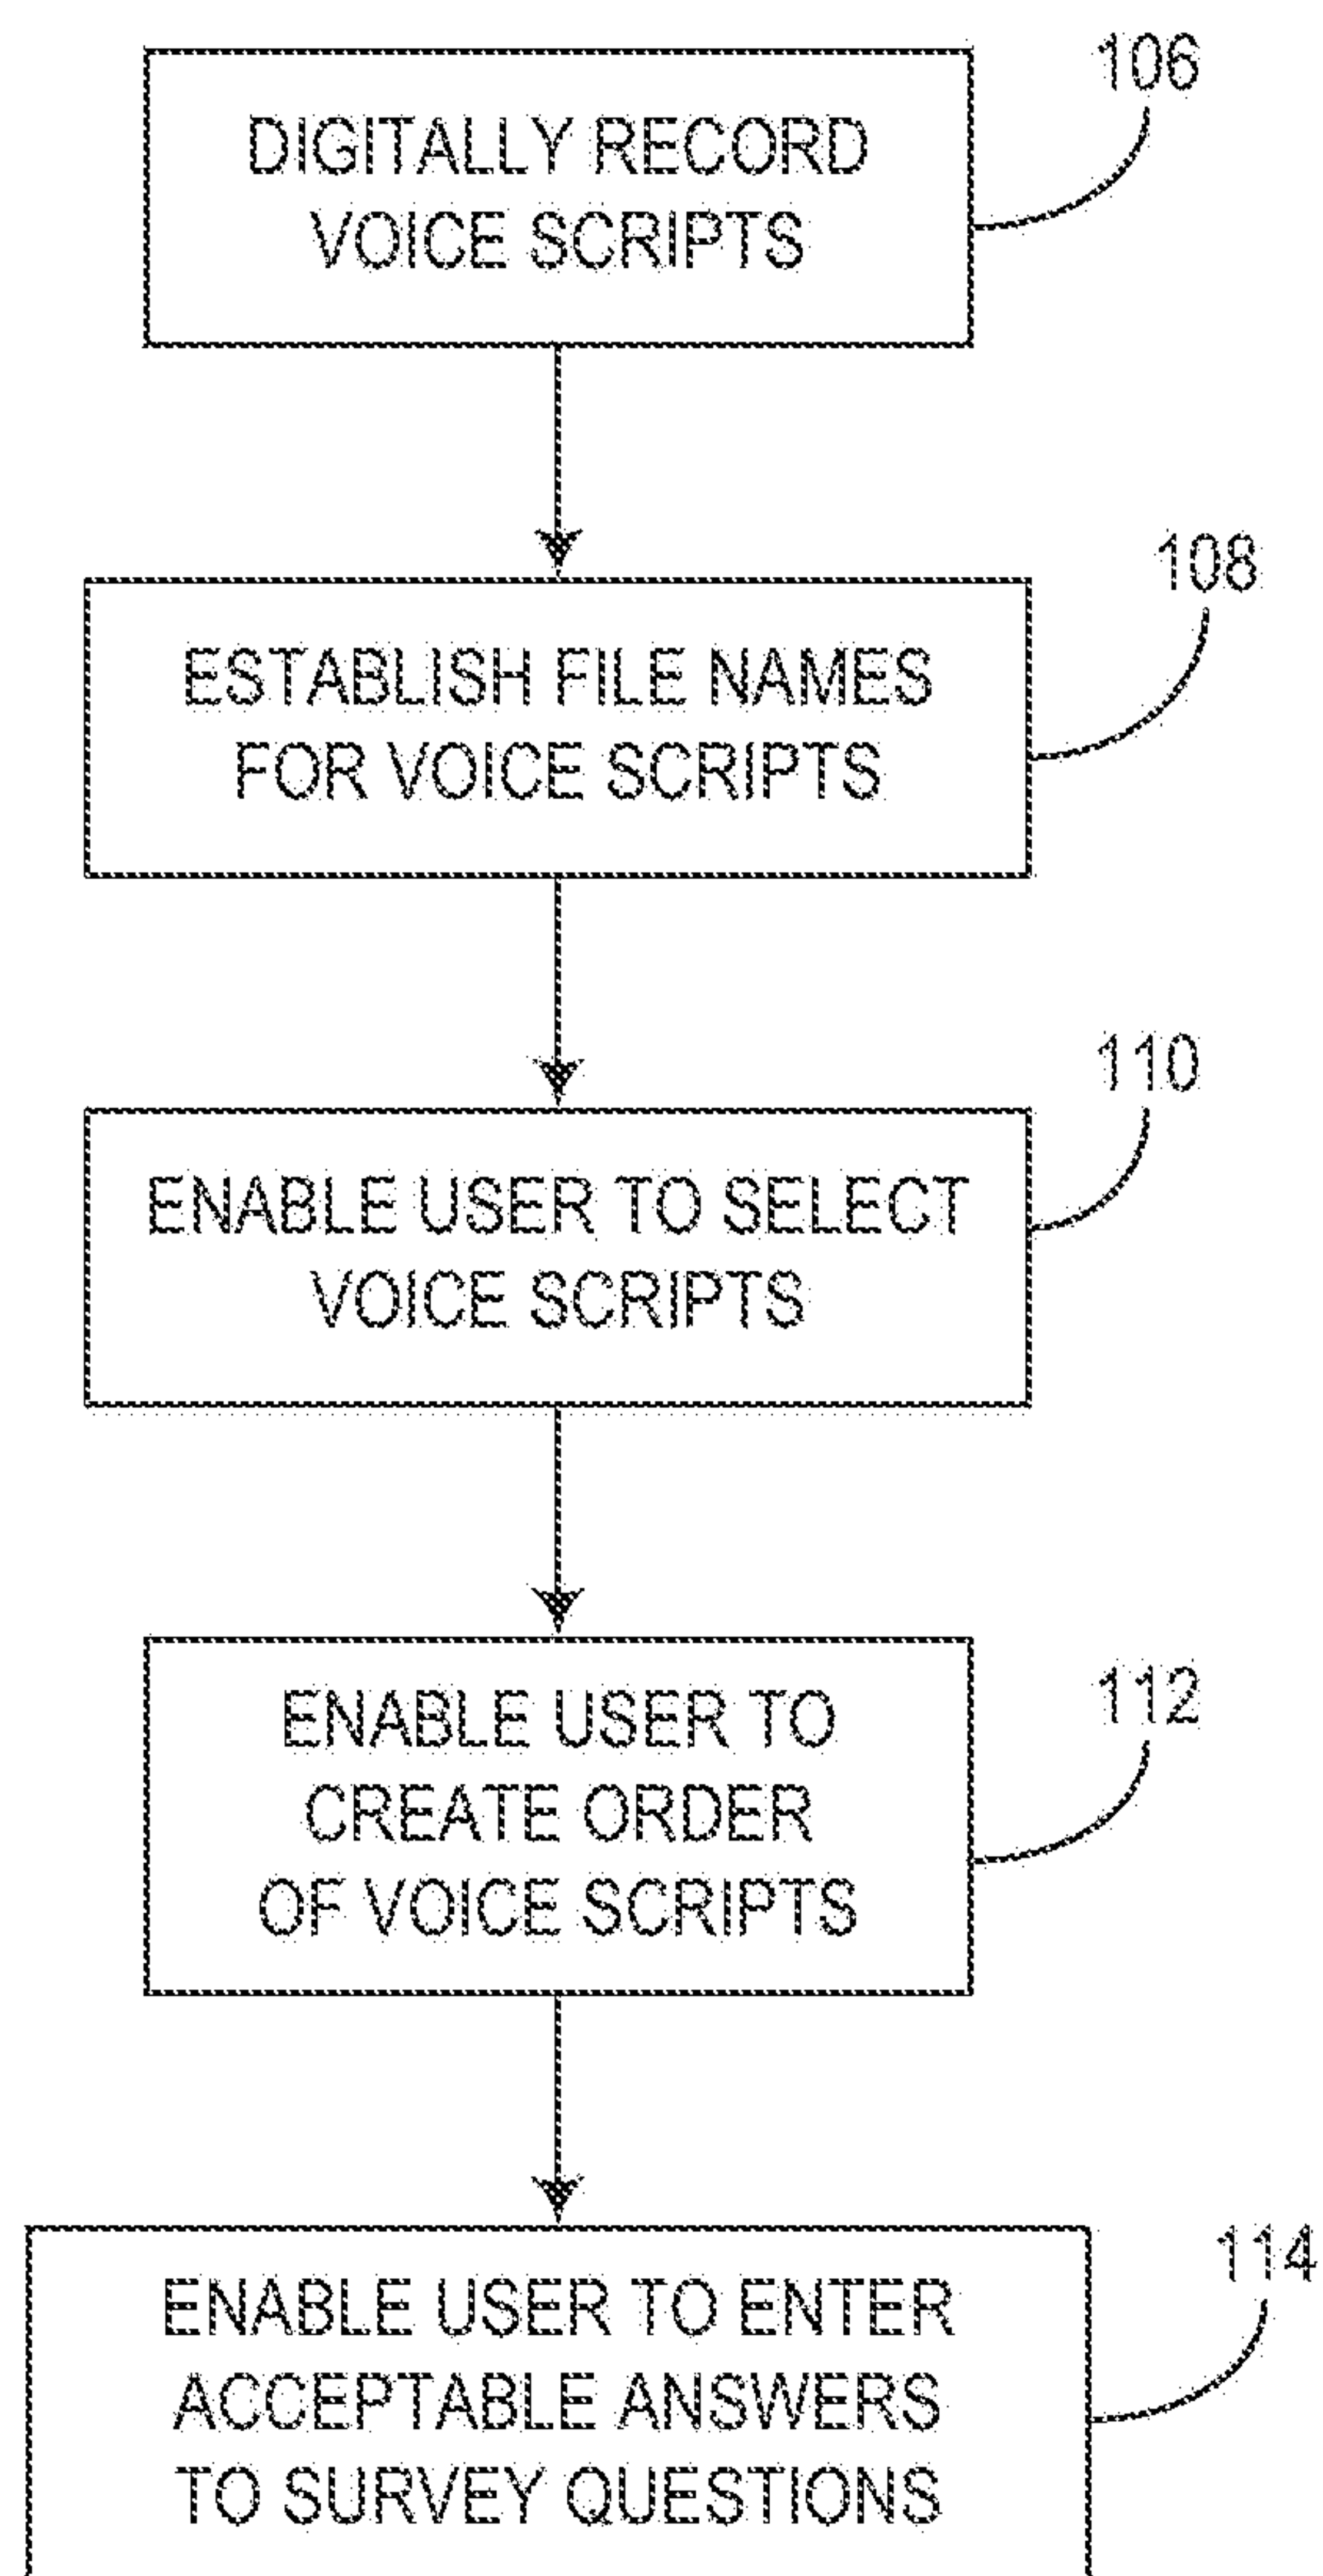 106
DIGITALLY RECORD
VOICE SCRIPTS
108
ESTABLISH FILE NAMES
FOR VOICE SCRIPTS
110
ENABLE USER TO SELECT
VOICE SCRIPTS
112
ENABLE USER TO
CREATE ORDER
OF VOICE SCRIPTS
114
ENABLE USER TO ENTER
ACCEPTABLE ANSWERS
TO SURVEY QUESTIONS